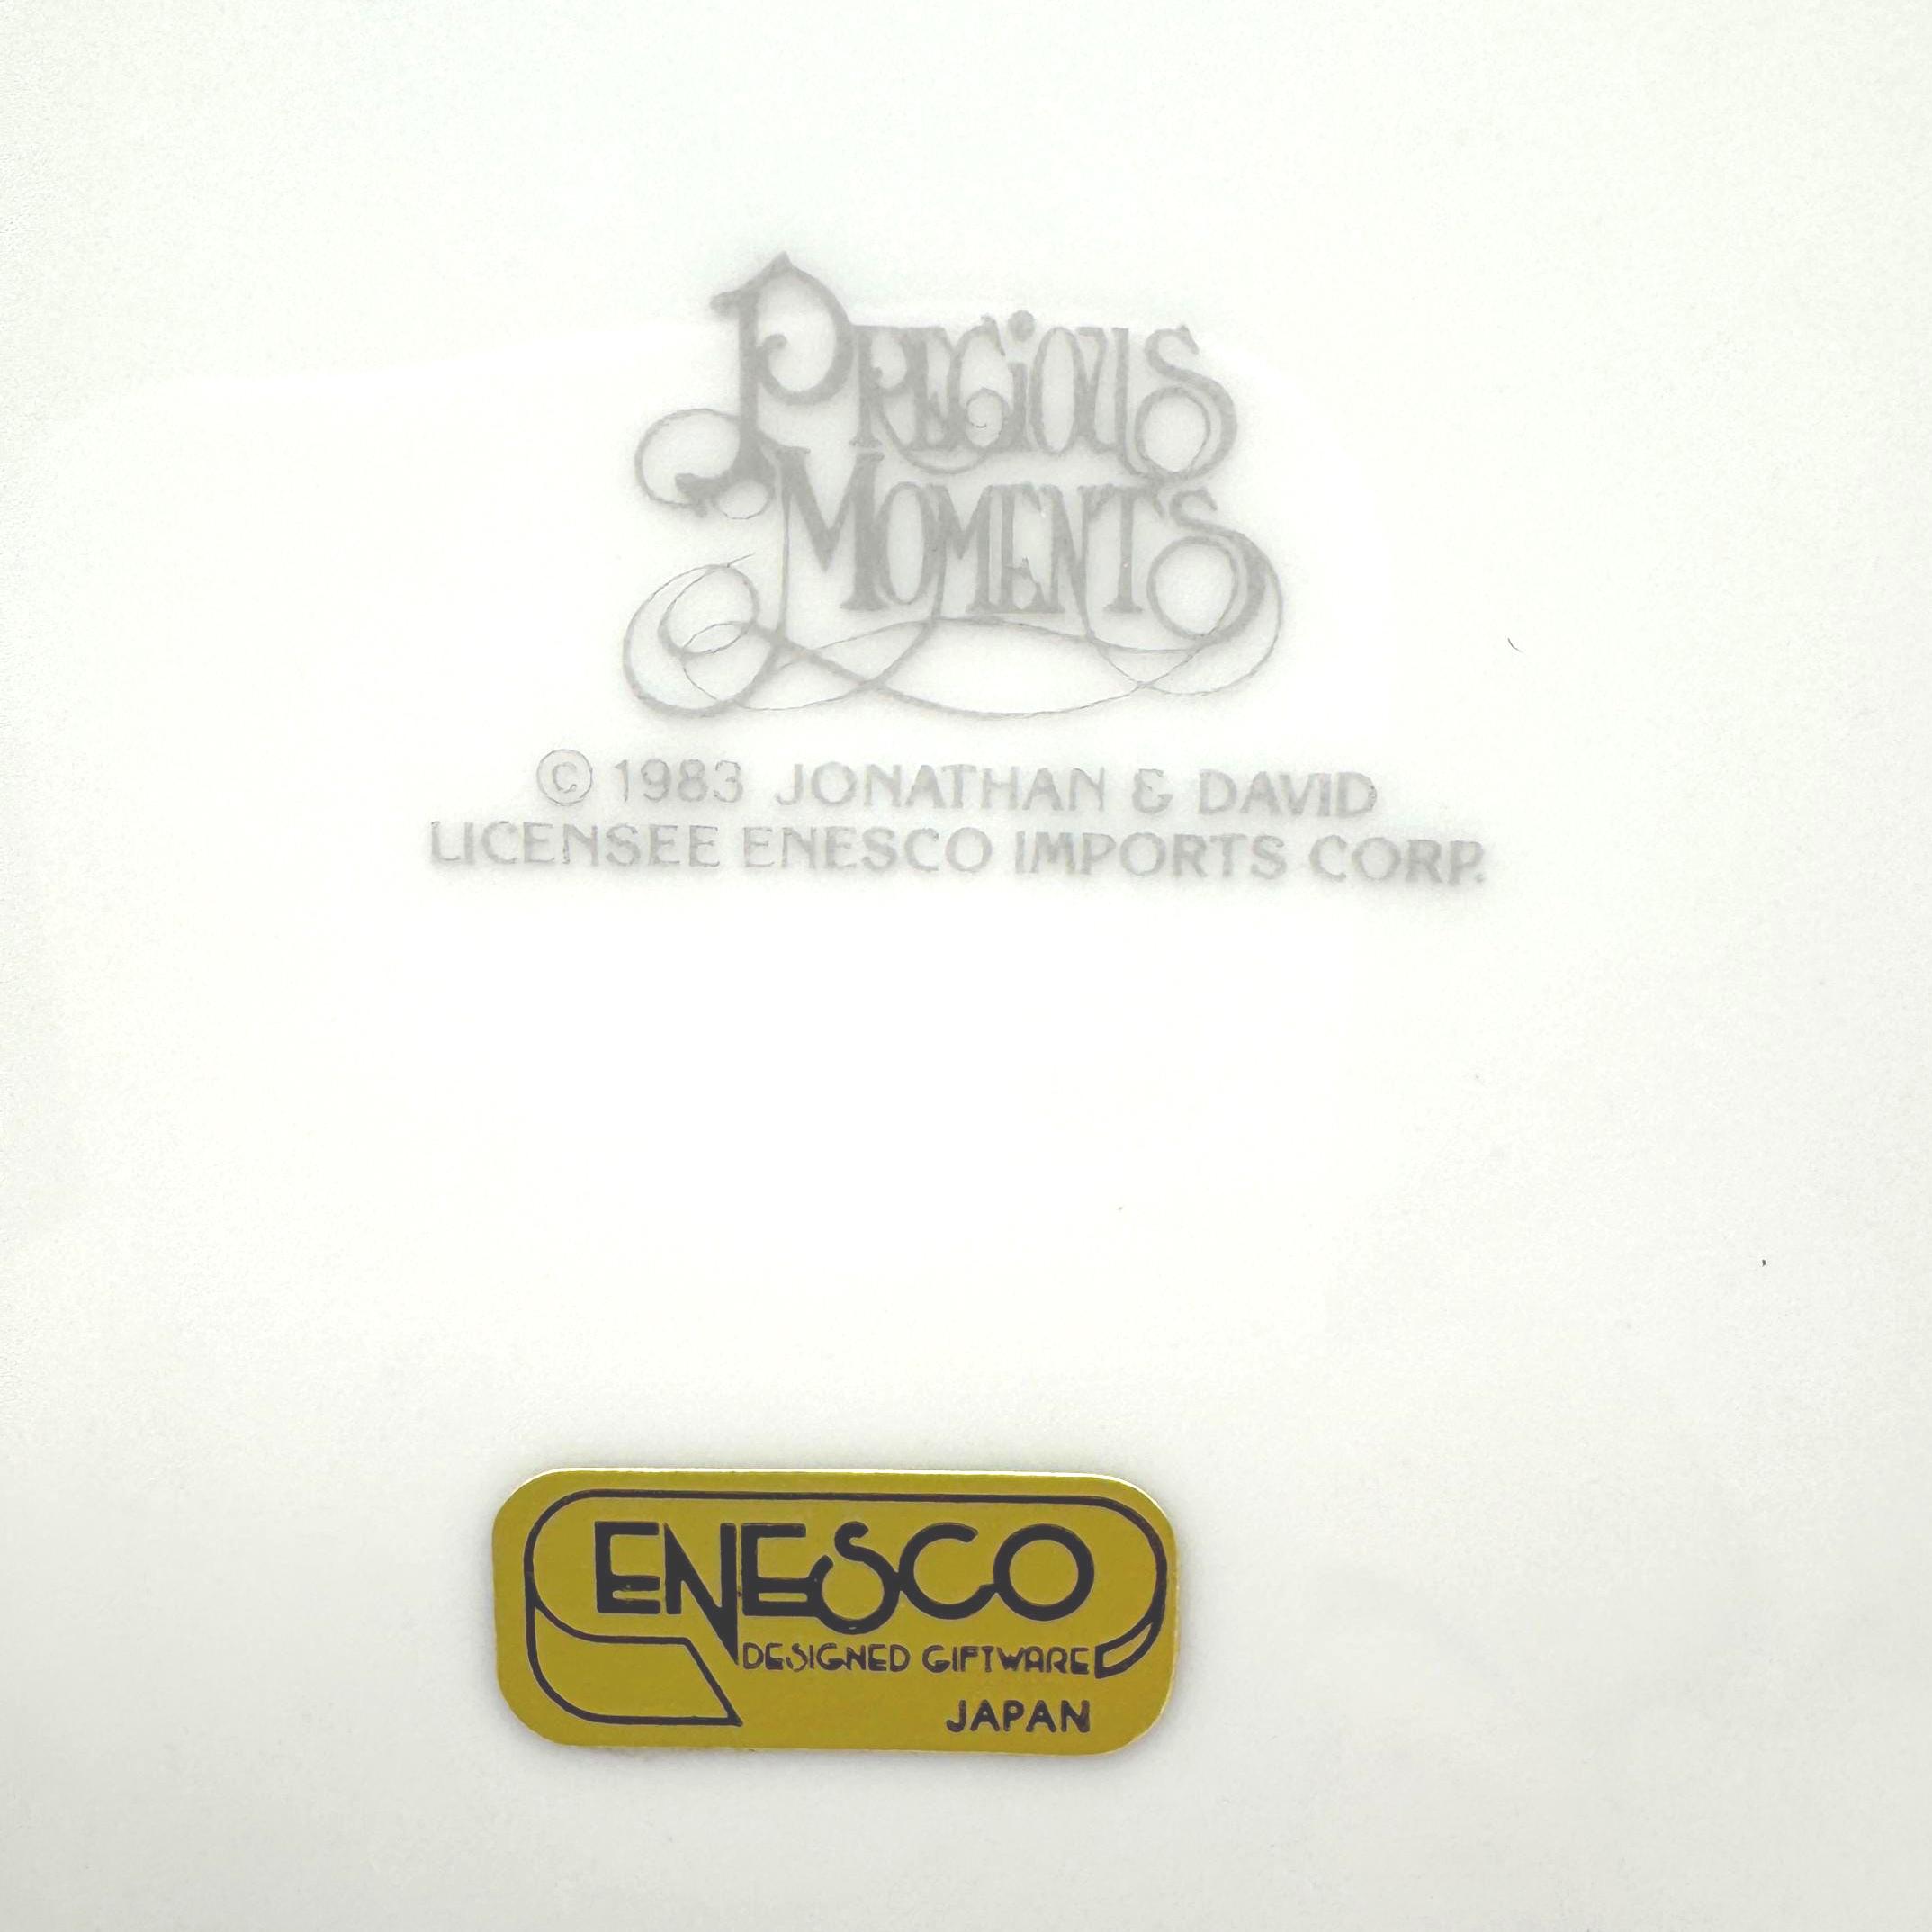 PRECiOUS
MOMENTS
© 1983 JONATHAN & DAVID
LICENSEE ENESCO IMPORTS CORP.
ENESCO
DESIGNED GIFTWARE
JAPAN